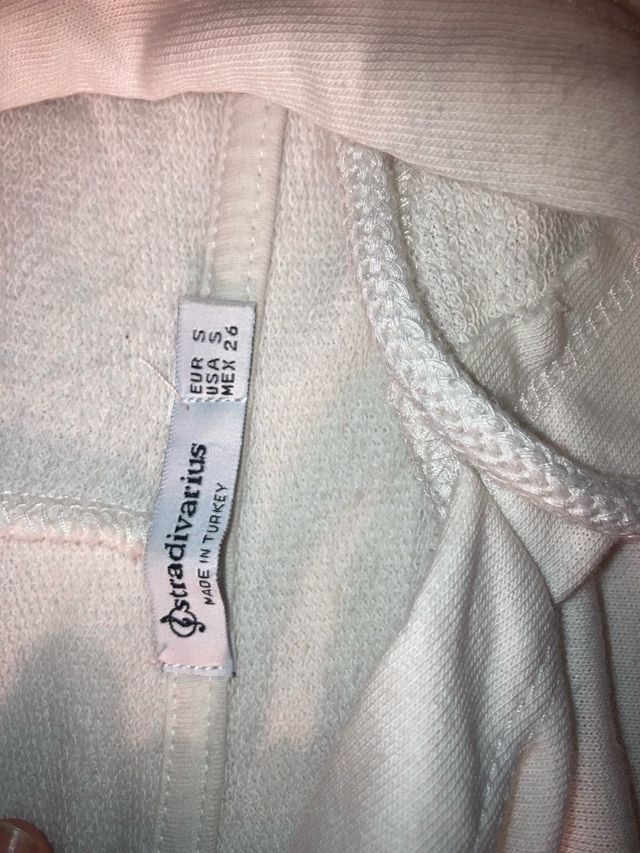 EUR S
USA S
MEX 26
stradivarius
MADE IN TURKEY